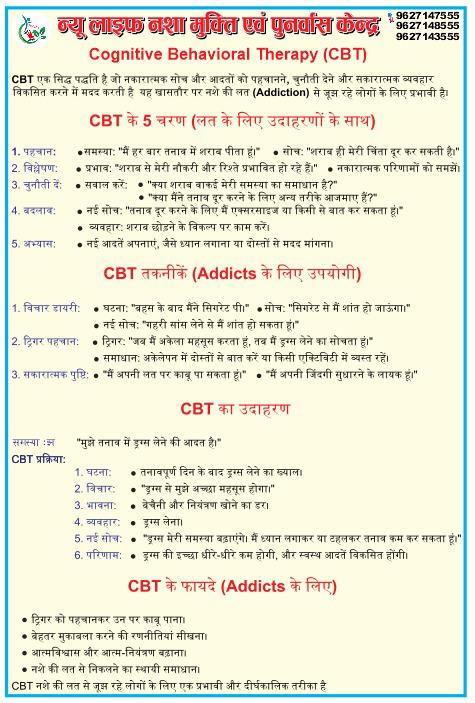 न्यू लाइफ नशा मुक्ति एवं पुनर्वास केन्द्र
9627147555
9627148555
9627143555
Cognitive Behavioral Therapy (CBT)
CBT एक सिद्ध पद्धति है जो नकारात्मक सोच और आदतों को पहचानने, चुनौती देने और सकारात्मक व्यवहार
विकसित करने में मदद करती है यह खासतौर पर नशे की लत (Addiction) से जूझ रहे लोगों के लिए प्रभावी है।
CBT के 5 चरण (लत के लिए उदाहरणों के साथ)
1. पहचान: ●समस्या: "मैं हर बार तनाव में शराब पीता हूं।" ● सोच: "शराब ही मेरी चिंता दूर कर सकती है।"
2. विश्लेषण: ● प्रभाव: "शराब से मेरी नौकरी और रिश्ते प्रभावित हो रहे हैं।" ● नकारात्मक परिणामों को समझें।
3. चुनौती दें: ● सवाल करें: ● "क्या शराब वाकई मेरी समस्या का समाधान है?"
● "क्या मैंने तनाव दूर करने के लिए अन्य तरीके आजमाए हैं?"
4. बदलाव: ● नई सोच: "तनाव दूर करने के लिए मैं एक्सरसाइज या किसी से बात कर सकता हूं।"
● व्यवहार: शराब छोड़ने के विकल्प पर काम करें।
5. अभ्यास: ● नई आदतें अपनाएं, जैसे ध्यान लगाना या दोस्तों से मदद मांगना।
CBT तकनीकें (Addicts के लिए उपयोगी)
1. विचार डायरी: ● घटना: "बहस के बाद मैंने सिगरेट पी।" ●सोच: "सिगरेट से मैं शांत हो जाऊंगा।"
● नई सोच: "गहरी सांस लेने से मैं शांत हो सकता हूं।"
2. ट्रिगर पहचान: ● ट्रिगर: "जब मैं अकेला महसूस करता हूं, तब मैं ड्रग्स लेने का सोचता हूं।"
● समाधान: अकेलेपन में दोस्तों से बात करें या किसी एक्टिविटी में व्यस्त रहें।
3. सकारात्मक पुष्टि: ● "मैं अपनी लत पर काबू पा सकता हूं।" ● "मैं अपनी जिंदगी सुधारने के लायक हूं।"
CBT का उदाहरण
समस्या :झ "मुझे तनाव में ड्रग्स लेने की आदत है।"
CBT प्रक्रिया:
1. घटना: ● तनावपूर्ण दिन के बाद ड्रग्स लेने का ख्याल।
2. विचार: ● "ड्रग्स से मुझे अच्छा महसूस होगा।"
3. भावना: ● बेचैनी और नियंत्रण खोने का डर।
4. व्यवहार: ● ड्रग्स लेना।
5. नई सोच: ● "ड्रग्स मेरी समस्या बढ़ाएंगे। मैं ध्यान लगाकर या टहलकर तनाव कम कर सकता हूं।"
6. परिणाम: ● ड्रग्स की इच्छा धीरे-धीरे कम होगी, और स्वस्थ आदतें विकसित होंगी।
CBT के फायदे (Addicts के लिए)
● ट्रिगर को पहचानकर उन पर काबू पाना।
● बेहतर मुकाबला करने की रणनीतियां सीखना।
● आत्मविश्वास और आत्म-नियंत्रण बढ़ाना।
● नशे की लत से निकलने का स्थायी समाधान।
CBT नशे की लत से जूझ रहे लोगों के लिए एक प्रभावी और दीर्घकालिक तरीका है